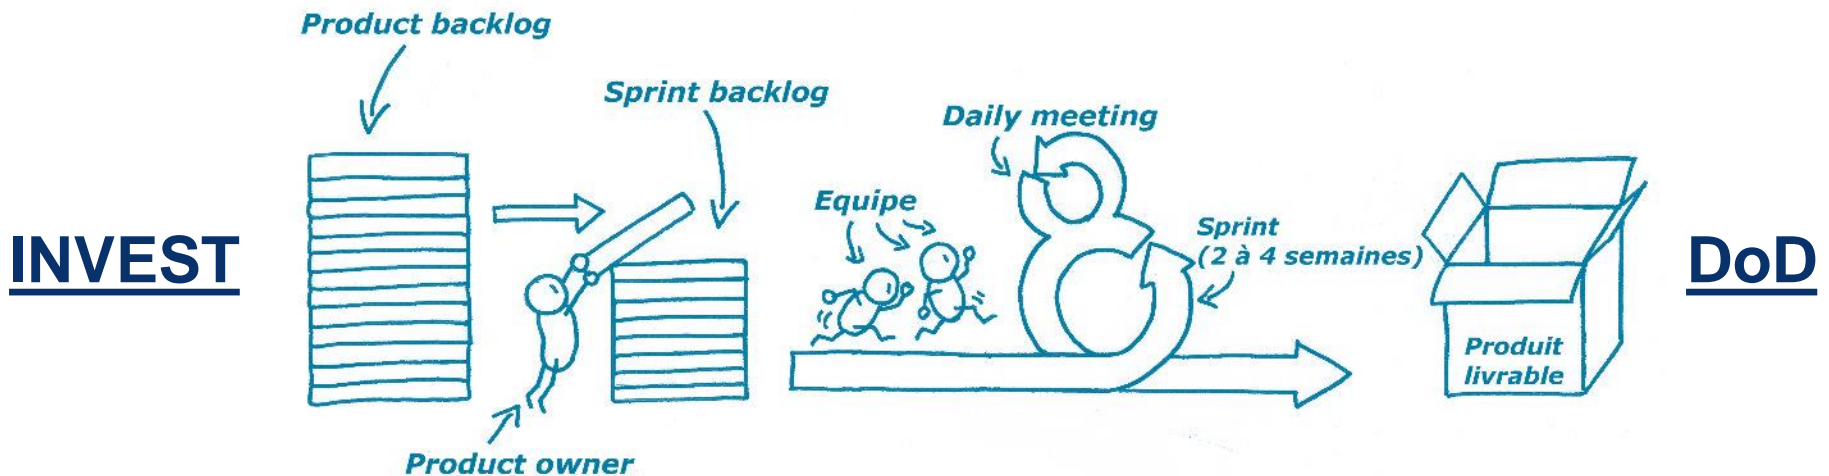 Product backlog
Sprint backlog
Daily meeting
Equipe
Sprint
(2 à 4 semaines)
INVEST
DoD
Produit
livrable
Product owner